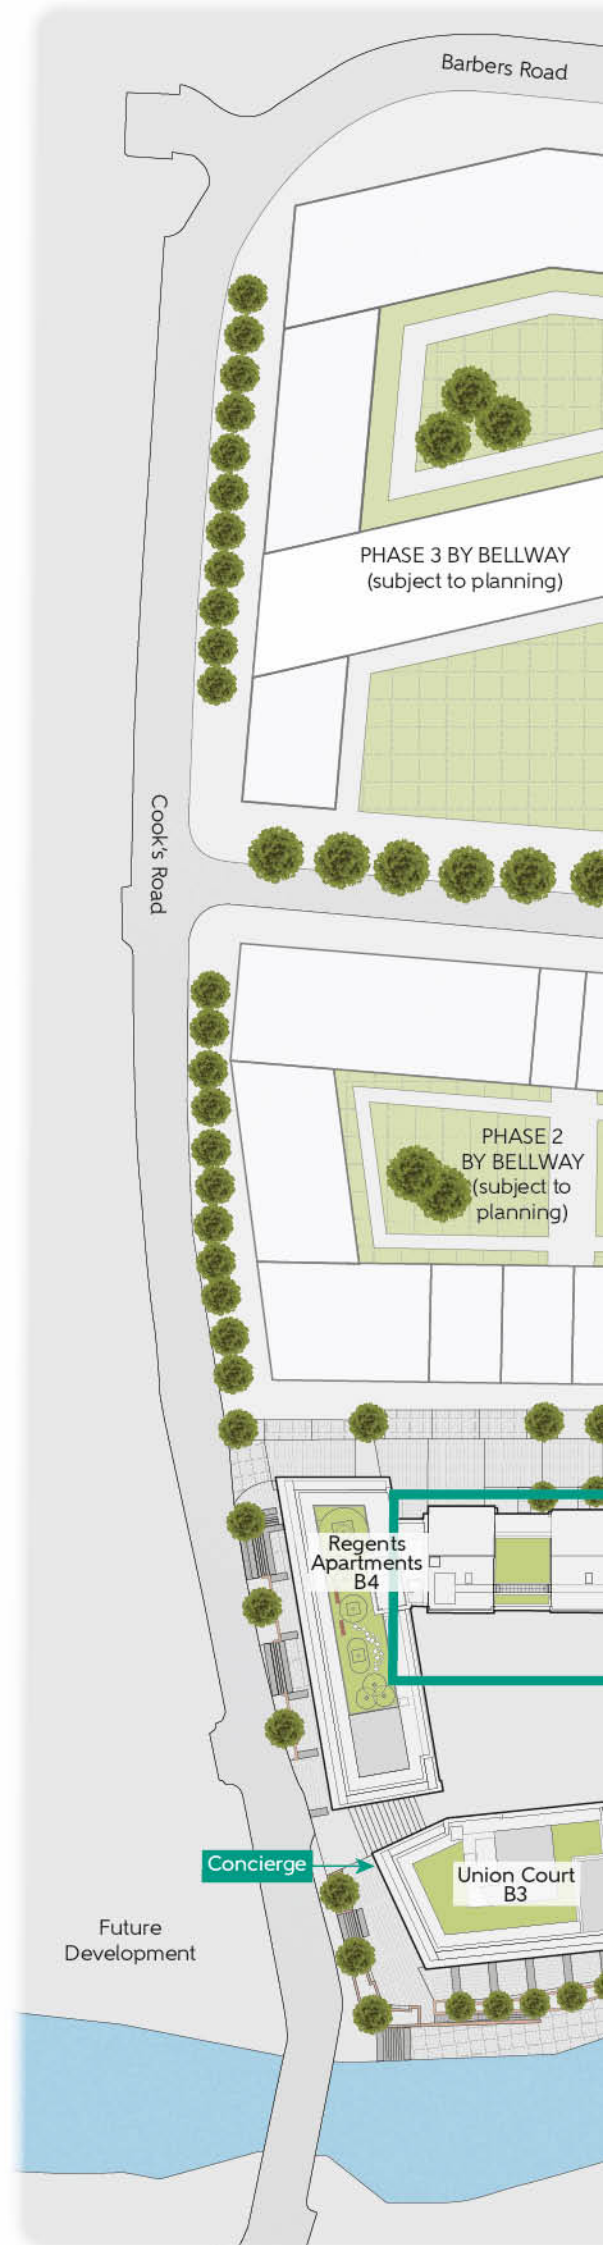 Barbers Road
PHASE 3 BY BELLWAY
(subject to planning)
Cook's Road
PHASE 2
BY BELLWAY
(subject to
planning)
Regents
Apartments
B4
Concierge
Union Court
B3
Future
Development